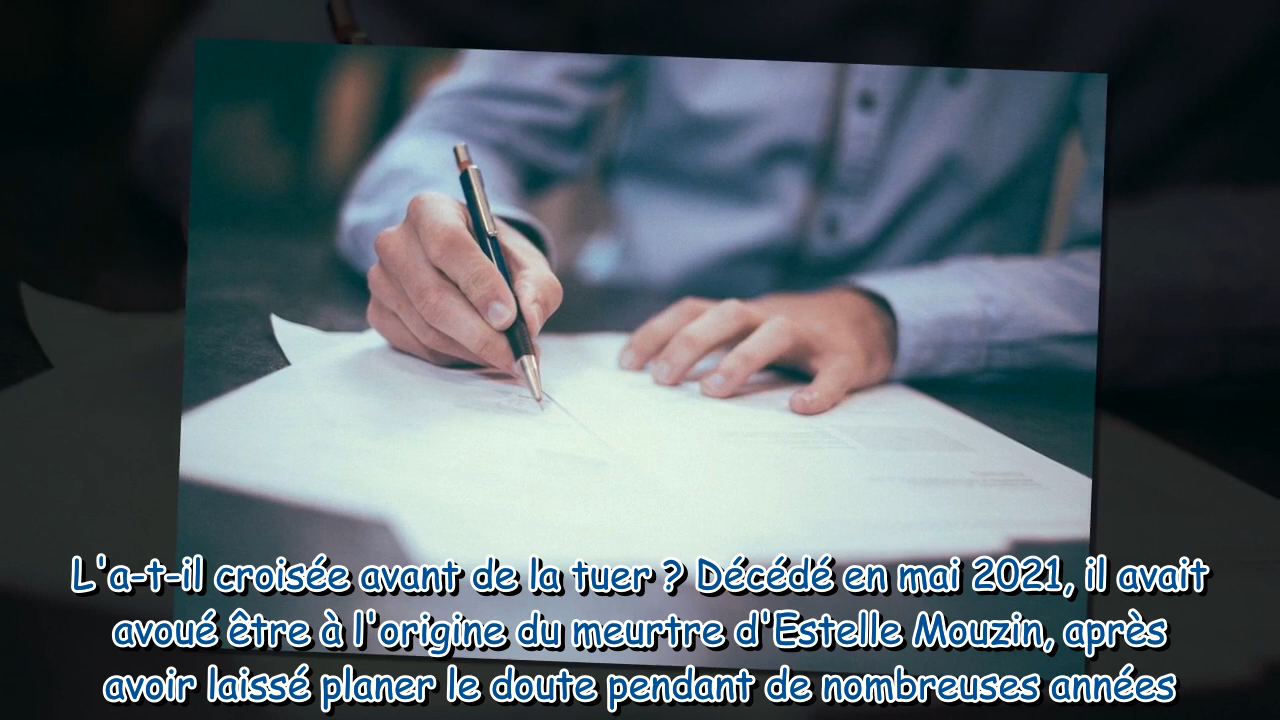 L'a-t-il croisée avant de la tuer ? Décédé en mai 2021, il avait
avoué être à l'origine du meurtre d'Estelle Mouzin, après
avoir laissé planer le doute pendant de nombreuses années